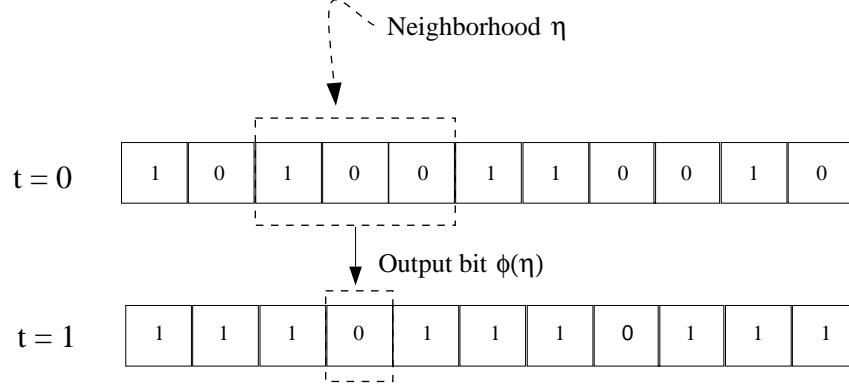 Neighborhood η
t = 0 1 0 1 0 0 1 1 0 0 1 0
Output bit ϕ(η)
t = 1 1 1 1 0 1 1 1 0 1 1 1